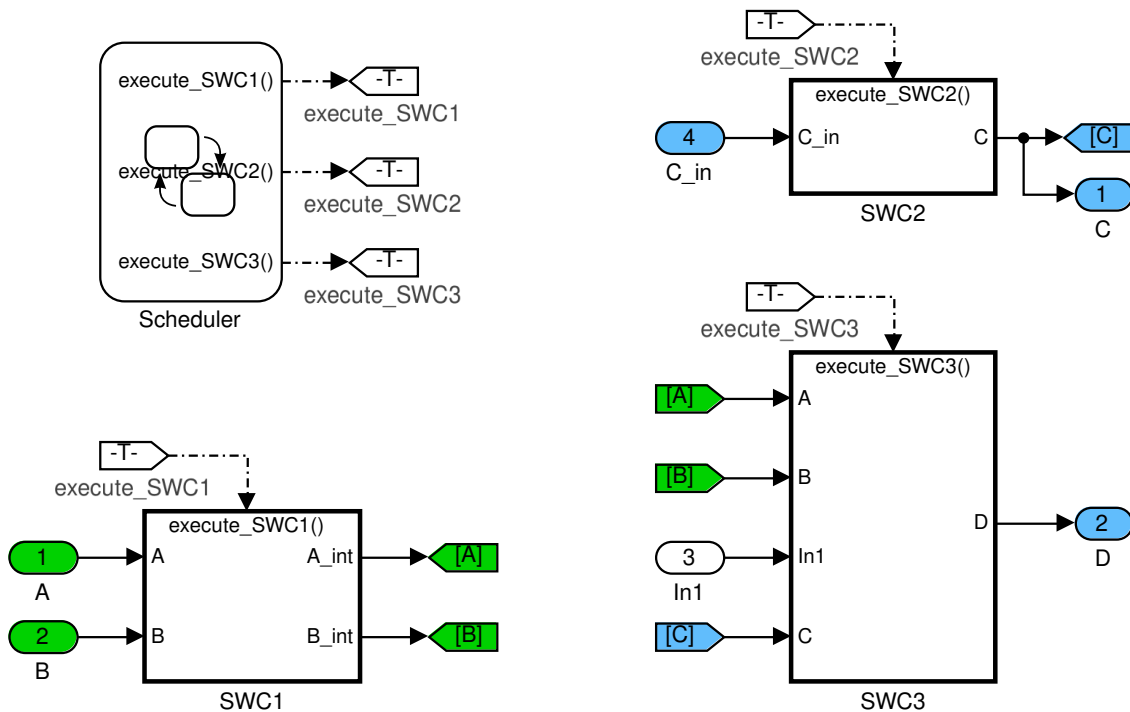 execute_SWC1()
-T-
execute_SWC1
execute_SWC2()
-T-
execute_SWC2
execute_SWC3()
-T-
execute_SWC3
Scheduler
-T-
execute_SWC2
execute_SWC2()
4
C_in
C_in
C
[C]
1
C
SWC2
-T-
execute_SWC1
execute_SWC1()
1
A
A
A_int
[A]
2
B
B
B_int
[B]
SWC1
-T-
execute_SWC3
execute_SWC3()
[A]
A
[B]
B
3
In1
In1
D
2
D
[C]
C
SWC3